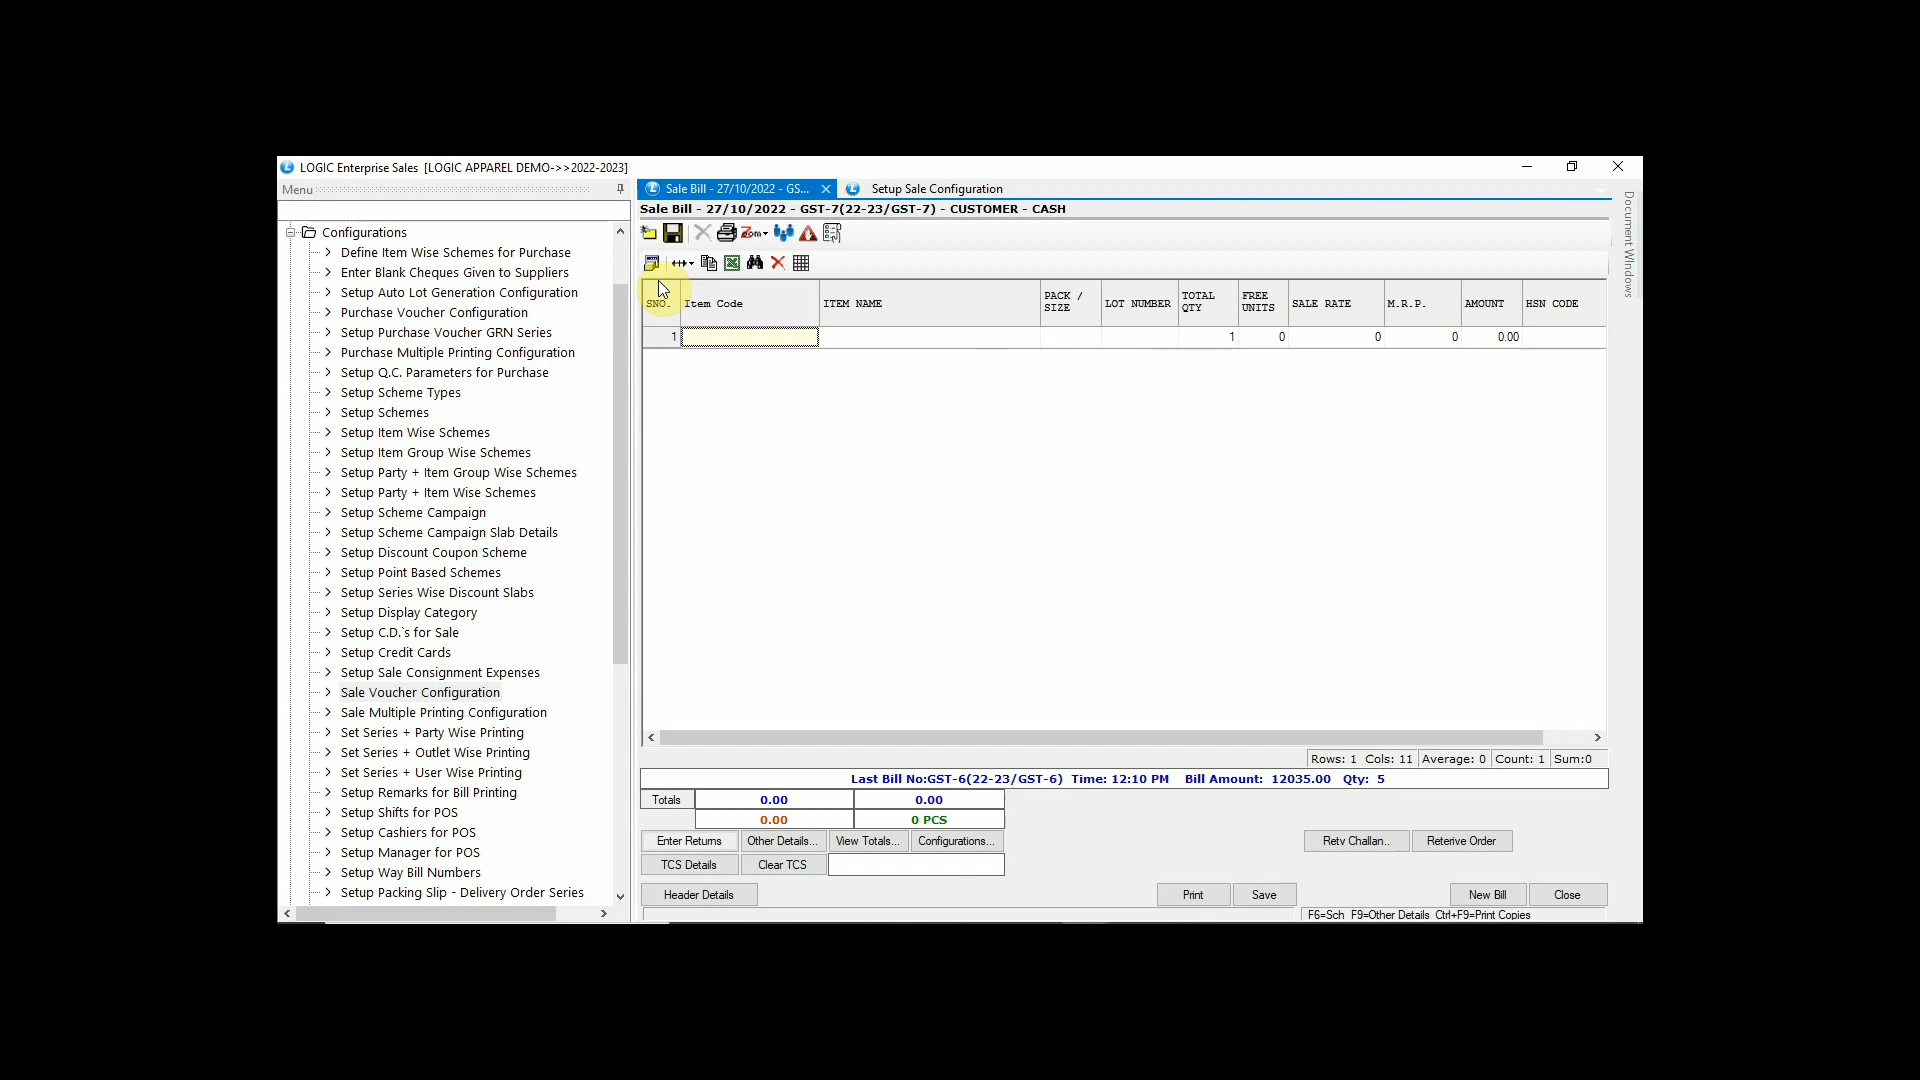 LOGIC Enterprise Sales [LOGIC APPAREL DEMO->>2022-2023]
Menu
Configurations
Define Item Wise Schemes for Purchase
Enter Blank Cheques Given to Suppliers
Setup Auto Lot Generation Configuration
Purchase Voucher Configuration
Setup Purchase Voucher GRN Series
Purchase Multiple Printing Configuration
Setup Q.C. Parameters for Purchase
Setup Scheme Types
Setup Schemes
Setup Item Wise Schemes
Setup Item Group Wise Schemes
Setup Party + Item Group Wise Schemes
Setup Party + Item Wise Schemes
Setup Scheme Campaign
Setup Scheme Campaign Slab Details
Setup Discount Coupon Scheme
Setup Point Based Schemes
Setup Series Wise Discount Slabs
Setup Display Category
Setup C.D.`s for Sale
Setup Credit Cards
Setup Sale Consignment Expenses
Sale Voucher Configuration
Sale Multiple Printing Configuration
Set Series + Party Wise Printing
Set Series + Outlet Wise Printing
Set Series + User Wise Printing
Setup Remarks for Bill Printing
Setup Shifts for POS
Setup Cashiers for POS
Setup Manager for POS
Setup Way Bill Numbers
Setup Packing Slip - Delivery Order Series
Sale Bill - 27/10/2022 - GS... Setup Sale Configuration
Sale Bill - 27/10/2022 - GST-7(22-23/GST-7) - CUSTOMER - CASH
Zoom
SNO. Item Code ITEM NAME PACK / SIZE LOT NUMBER TOTAL QTY FREE UNITS SALE RATE M.R.P. AMOUNT HSN CODE
1 1 0 0 0 0.00
Rows: 1 Cols: 11 Average: 0 Count: 1 Sum:0
Last Bill No:GST-6(22-23/GST-6) Time: 12:10 PM Bill Amount: 12035.00 Qty: 5
Totals 0.00 0.00
0.00 0 PCS
Enter Returns Other Details... View Totals... Configurations... Retv Challan.. Reterive Order
TCS Details Clear TCS
Header Details Print Save New Bill Close
F6=Sch F9=Other Details Ctrl+F9=Print Copies
Document Windows